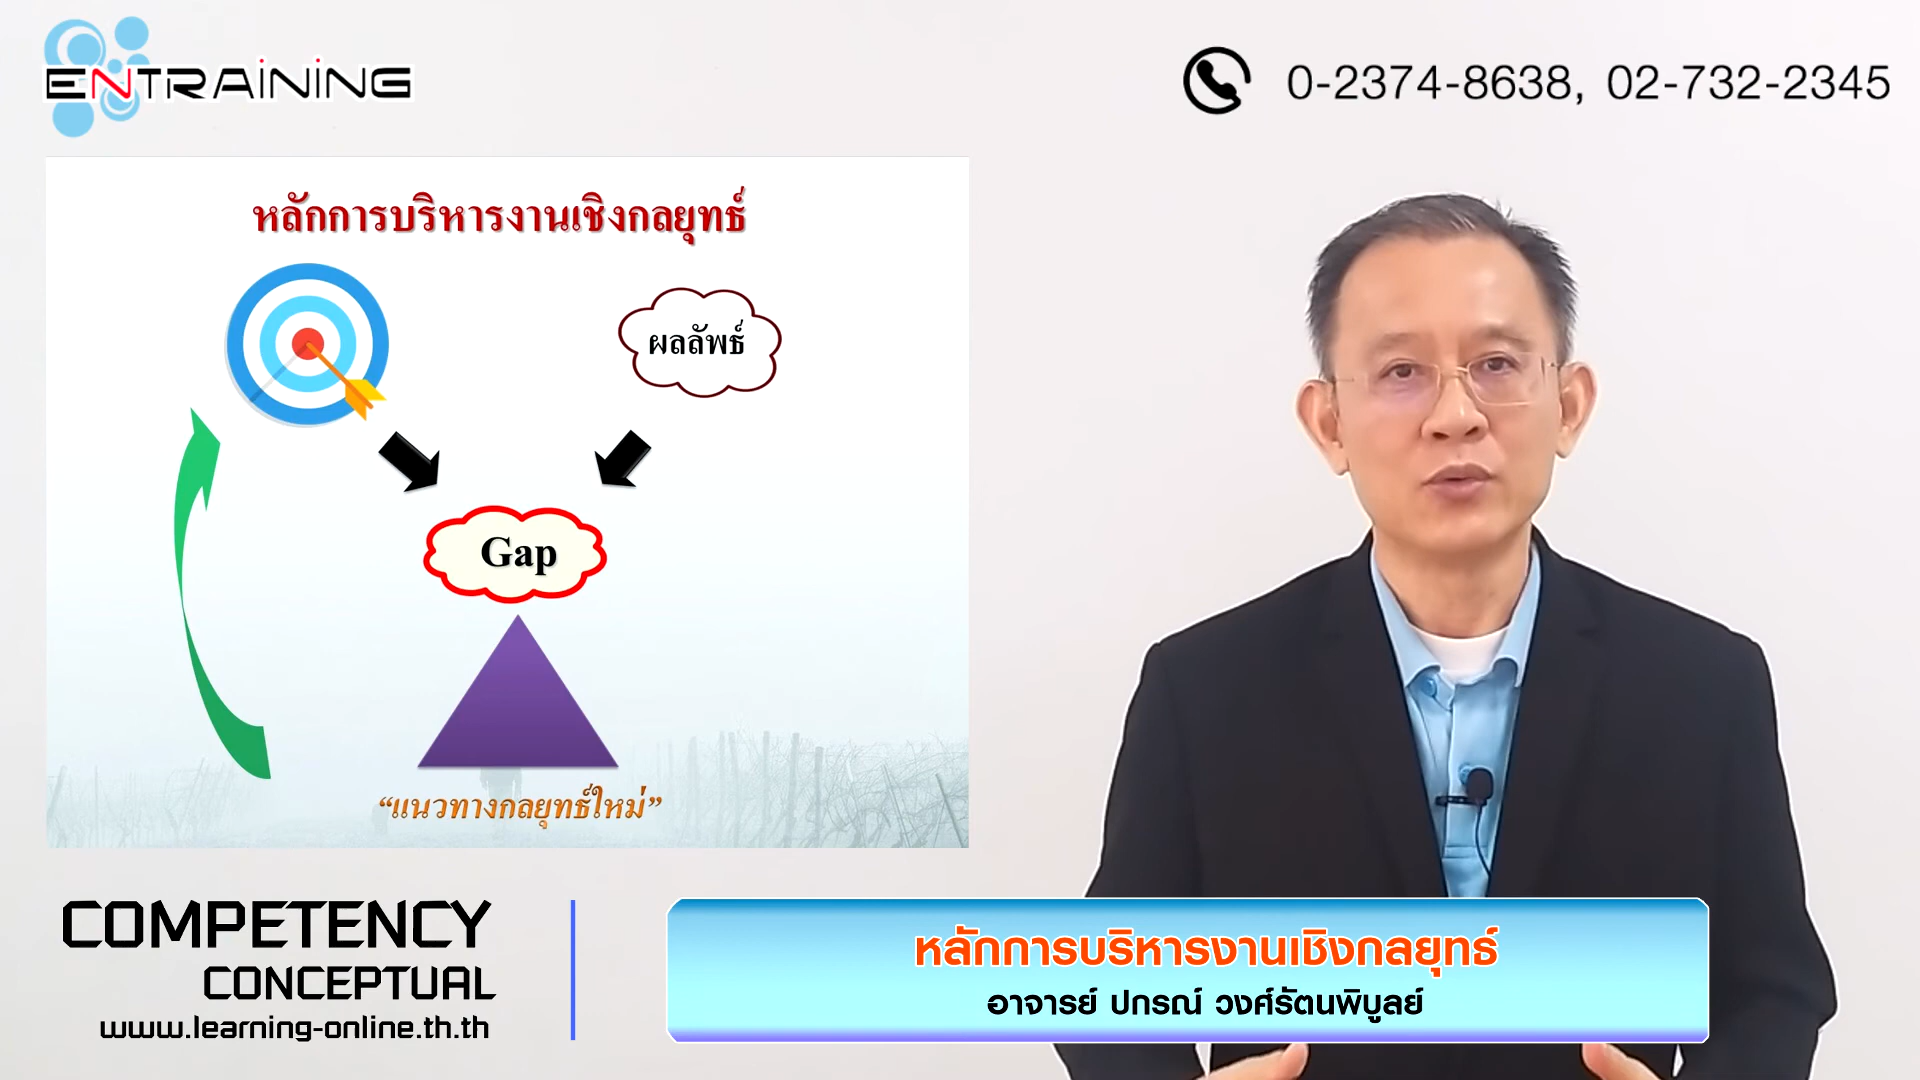 ENTRAINING
0-2374-8638, 02-732-2345
หลักการบริหารงานเชิงกลยุทธ์
ผลลัพธ์
Gap
“แนวทางกลยุทธ์ใหม่”
COMPETENCY
CONCEPTUAL
www.learning-online.th.th
หลักการบริหารงานเชิงกลยุทธ์
อาจารย์ ปกรณ์ วงศ์รัตนพิบูลย์